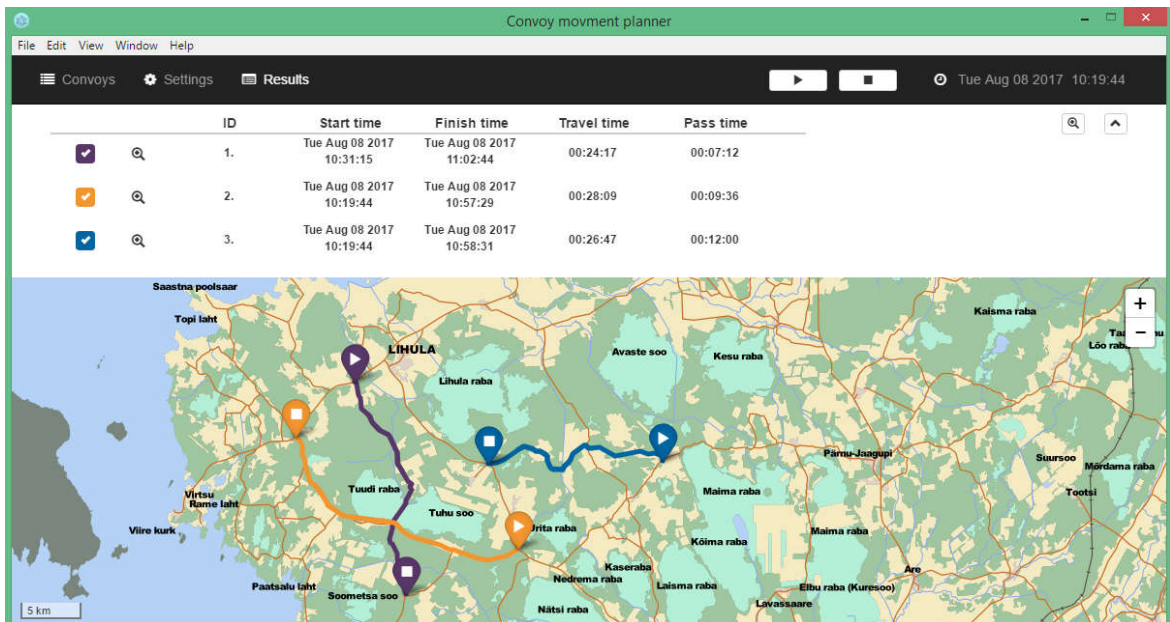 Convoy movment planner
File Edit View Window Help
Convoys Settings Results Tue Aug 08 2017 10:19:44
ID Start time Finish time Travel time Pass time
Tue Aug 08 2017 Tue Aug 08 2017
1. 10:31:15 11:02:44 00:24:17 00:07:12
Tue Aug 08 2017 Tue Aug 08 2017
2. 10:19:44 10:57:29 00:28:09 00:09:36
Tue Aug 08 2017 Tue Aug 08 2017
3. 10:19:44 10:58:31 00:26:47 00:12:00
Saastna poolsaar
+
Kaisma raba
Topi laht
−
LIHULA
Avaste soo
Kesu raba
Lihula raba
Pärnu-Jaagupi
Suursoo
Mõrdama raba
Tuudi raba
Maima raba
Tootsi
Virtsu
Rame laht
Tuhu soo
Viire kurk
Urita raba
Maima raba
Kõima raba
Kaseraba
Are
Nedrema raba
Paatsalu laht
Laisma raba
Elbu raba (Kuresoo)
Soometsa soo
Lavassaare
Nätsi raba
5 km